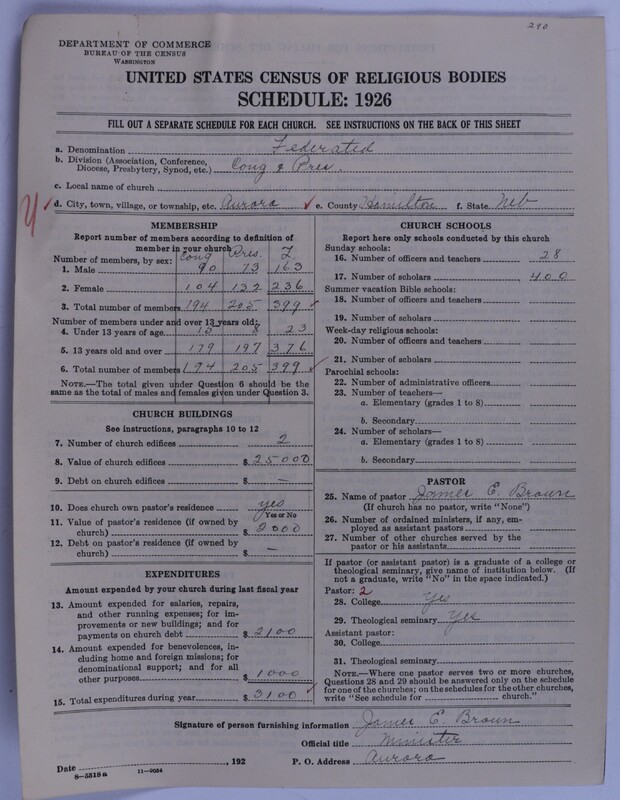 290
DEPARTMENT OF COMMERCE
BUREAU OF THE CENSUS
WASHINGTON
UNITED STATES CENSUS OF RELIGIOUS BODIES
SCHEDULE: 1926
FILL OUT A SEPARATE SCHEDULE FOR EACH CHURCH. SEE INSTRUCTIONS ON THE BACK OF THIS SHEET
a. Denomination Federated
b. Division (Association, Conference, Diocese, Presbytery, Synod, etc.) Cong & Pres.
c. Local name of church
d. City, town, village, or township, etc. Aurora e. County Hamilton f. State Neb
MEMBERSHIP
Report number of members according to definition of
member in your church
Number of members, by sex: Cong Pres.
1. Male 90 73 163
2. Female 104 132 236
3. Total number of members 194 205 399
Number of members under and over 13 years old:
4. Under 13 years of age 15 8 23
5. 13 years old and over 179 197 376
6. Total number of members 194 205 399
NOTE.—The total given under Question 6 should be the
same as the total of males and females given under Question 3.
CHURCH BUILDINGS
See instructions, paragraphs 10 to 12
7. Number of church edifices 2
8. Value of church edifices $ 25000
9. Debt on church edifices $ —
10. Does church own pastor's residence yes
Yes or No
11. Value of pastor's residence (if owned by
church) $ 2000
12. Debt on pastor's residence (if owned by
church) $ —
EXPENDITURES
Amount expended by your church during last fiscal year
13. Amount expended for salaries, repairs,
and other running expenses; for im-
provements or new buildings; and for
payments on church debt $ 2100
14. Amount expended for benevolences, in-
cluding home and foreign missions; for
denominational support; and for all
other purposes $ 1000
15. Total expenditures during year $ 3100
CHURCH SCHOOLS
Report here only schools conducted by this church
Sunday schools:
16. Number of officers and teachers 28
17. Number of scholars 400
Summer vacation Bible schools:
18. Number of officers and teachers
19. Number of scholars
Week-day religious schools:
20. Number of officers and teachers
21. Number of scholars
Parochial schools:
22. Number of administrative officers
23. Number of teachers—
a. Elementary (grades 1 to 8)
b. Secondary
24. Number of scholars—
a. Elementary (grades 1 to 8)
b. Secondary
PASTOR
25. Name of pastor James E. Brown
(If church has no pastor, write "None")
26. Number of ordained ministers, if any, em-
ployed as assistant pastors
27. Number of other churches served by the
pastor or his assistants
If pastor (or assistant pastor) is a graduate of a college or
theological seminary, give name of institution below. (If
not a graduate, write "No" in the space indicated.)
Pastor: 2
28. College Yes
29. Theological seminary Yes
Assistant pastor:
30. College
31. Theological seminary
NOTE.—Where one pastor serves two or more churches,
Questions 28 and 29 should be answered only on the schedule
for one of the churches; on the schedules for the other churches,
write "See schedule for church."
Signature of person furnishing information James E. Brown
Official title Minister
Date , 192 P. O. Address Aurora
8—5518a 11—9054